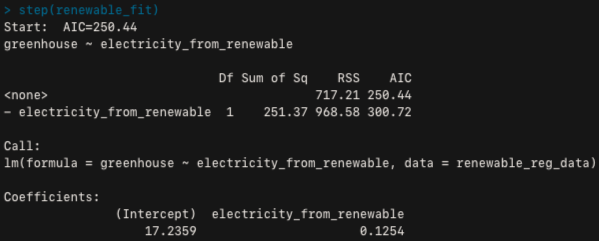 > step(renewable_fit)
Start:  AIC=250.44
greenhouse ~ electricity_from_renewable
                             Df Sum of Sq    RSS    AIC
<none>                                    717.21 250.44
- electricity_from_renewable  1    251.37 968.58 300.72
Call:
lm(formula = greenhouse ~ electricity_from_renewable, data = renewable_reg_data)
Coefficients:
               (Intercept)  electricity_from_renewable
                   17.2359                      0.1254